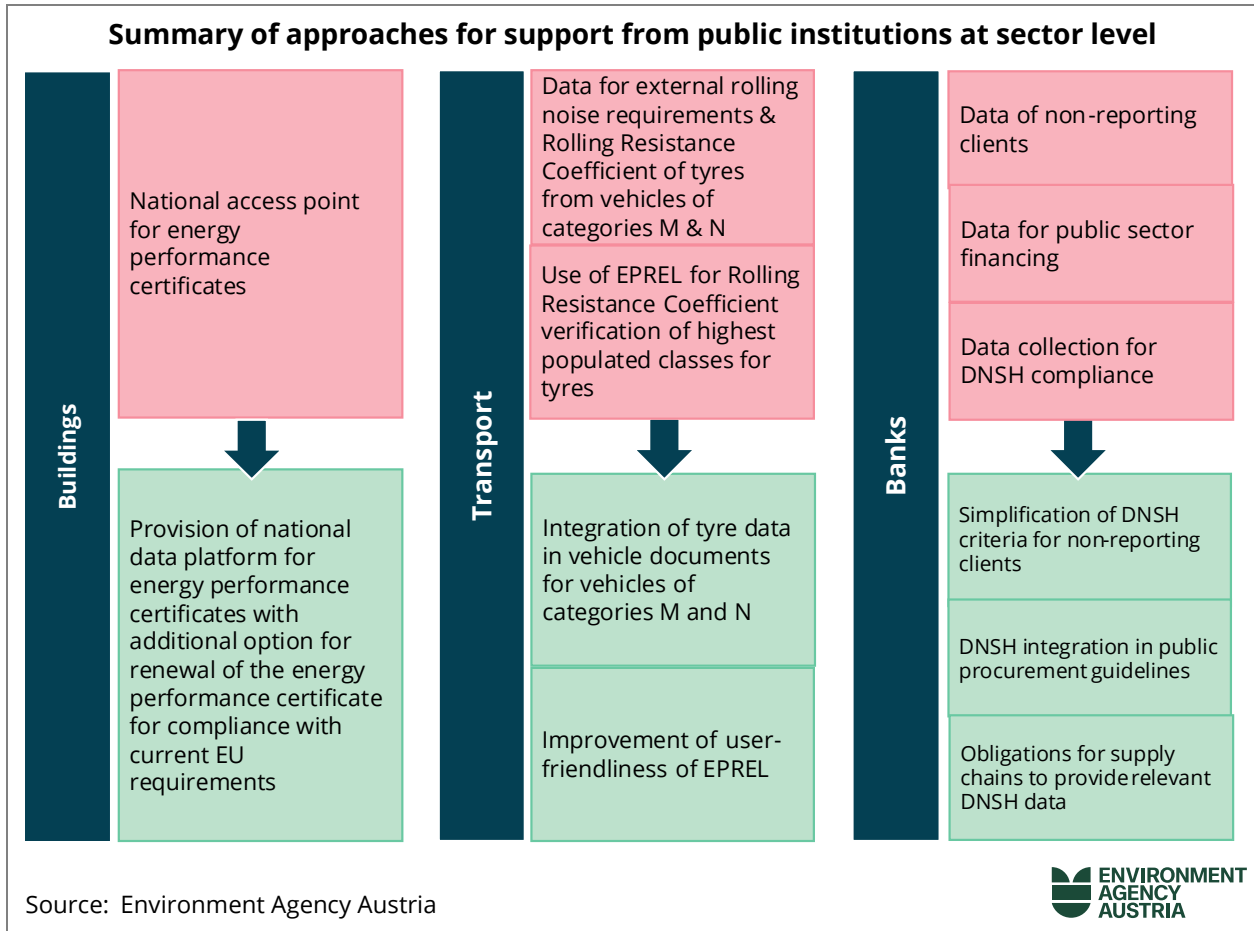 Summary of approaches for support from public institutions at sector level
Buildings
National access point
for energy
performance
certificates
Provision of national
data platform for
energy performance
certificates with
additional option for
renewal of the energy
performance certificate
for compliance with
current EU
requirements
Transport
Data for external rolling
noise requirements &
Rolling Resistance
Coefficient of tyres
from vehicles of
categories M & N
Use of EPREL for Rolling
Resistance Coefficient
verification of highest
populated classes for
tyres
Integration of tyre data
in vehicle documents
for vehicles of
categories M and N
Improvement of user-
friendliness of EPREL
Banks
Data of non-reporting
clients
Data for public sector
financing
Data collection for
DNSH compliance
Simplification of DNSH
criteria for non-reporting
clients
DNSH integration in public
procurement guidelines
Obligations for supply
chains to provide relevant
DNSH data
Source: Environment Agency Austria
ENVIRONMENT
AGENCY
AUSTRIA